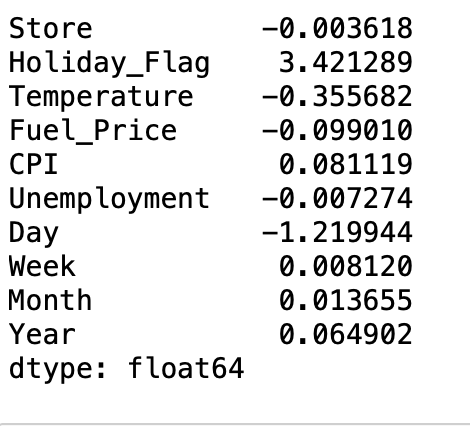 Store -0.003618
Holiday_Flag 3.421289
Temperature -0.355682
Fuel_Price -0.099010
CPI 0.081119
Unemployment -0.007274
Day -1.219944
Week 0.008120
Month 0.013655
Year 0.064902
dtype: float64